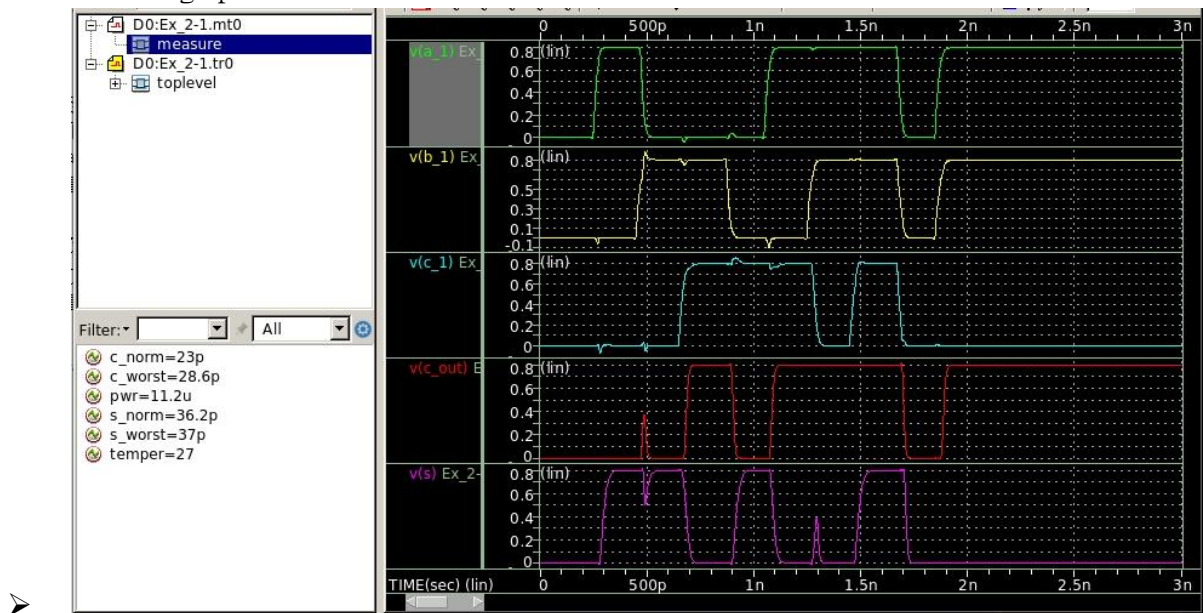 D0:Ex_2-1.mt0
measure
D0:Ex_2-1.tr0
toplevel
Filter:
All
c_norm=23p
c_worst=28.6p
pwr=11.2u
s_norm=36.2p
s_worst=37p
temper=27
0 500p 1n 1.5n 2n 2.5n 3n
v(a_1) Ex_ 0.8 (lin)
0.6
0.4
0.2
0
v(b_1) Ex_ 0.8 (lin)
0.5
0.3
0.1
-0.1
v(c_1) Ex_ 0.8 (lin)
0.6
0.4
0.2
0
v(c_out) E 0.8 (lin)
0.6
0.4
0.2
0
v(s) Ex_2- 0.8 (lin)
0.6
0.4
0.2
0
TIME(sec) (lin) 0 500p 1n 1.5n 2n 2.5n 3n